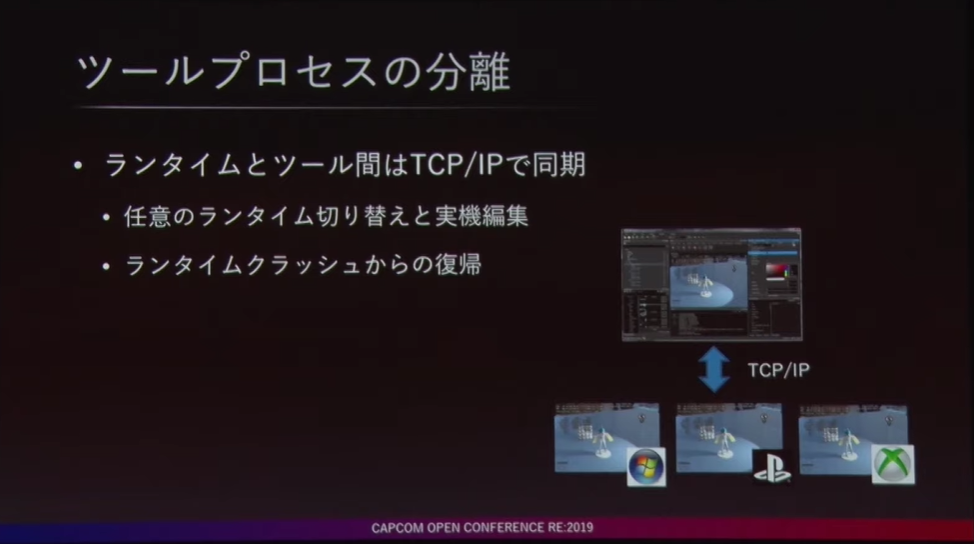 ツールプロセスの分離
• ランタイムとツール間はTCP/IPで同期
• 任意のランタイム切り替えと実機編集
• ランタイムクラッシュからの復帰
TCP/IP
CAPCOM OPEN CONFERENCE RE:2019